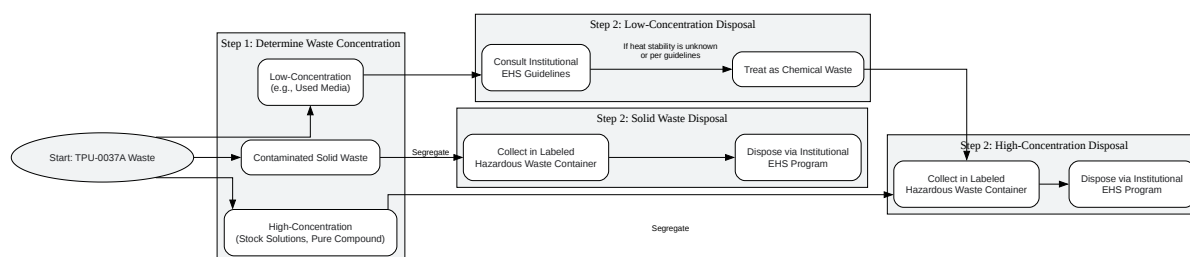 Step 1: Determine Waste Concentration
Start: TPU-0037A Waste
Low-Concentration
(e.g., Used Media)
Contaminated Solid Waste
High-Concentration
(Stock Solutions, Pure Compound)
Step 2: Low-Concentration Disposal
Consult Institutional
EHS Guidelines
If heat stability is unknown
or per guidelines
Treat as Chemical Waste
Segregate
Step 2: Solid Waste Disposal
Collect in Labeled
Hazardous Waste Container
Dispose via Institutional
EHS Program
Segregate
Step 2: High-Concentration Disposal
Collect in Labeled
Hazardous Waste Container
Dispose via Institutional
EHS Program